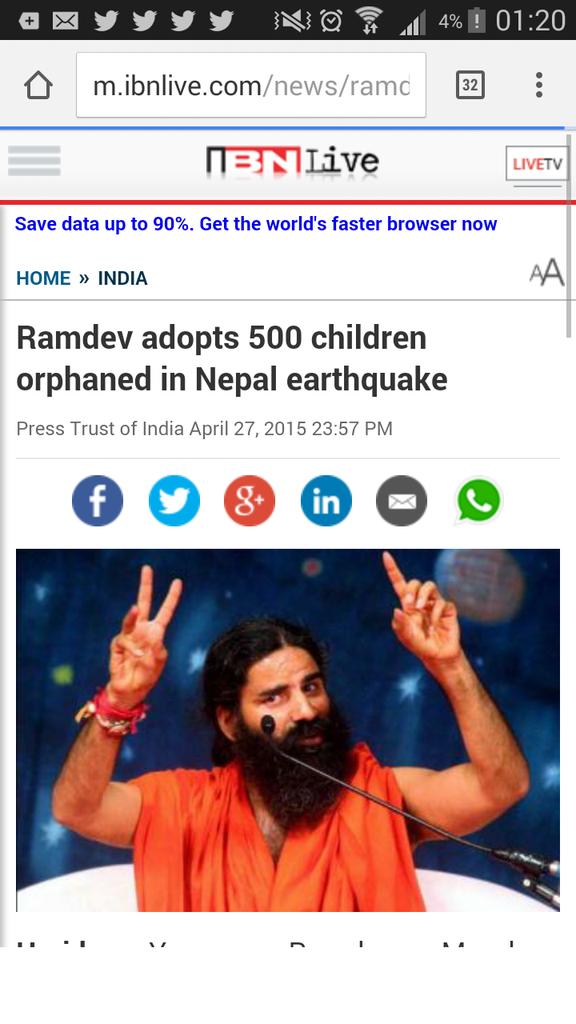 4% 01:20
m.ibnlive.com/news/ramd
32
IBN Live
LIVETV
Save data up to 90%. Get the world's faster browser now
HOME » INDIA
AA
Ramdev adopts 500 children
orphaned in Nepal earthquake
Press Trust of India April 27, 2015 23:57 PM
f
g+
in